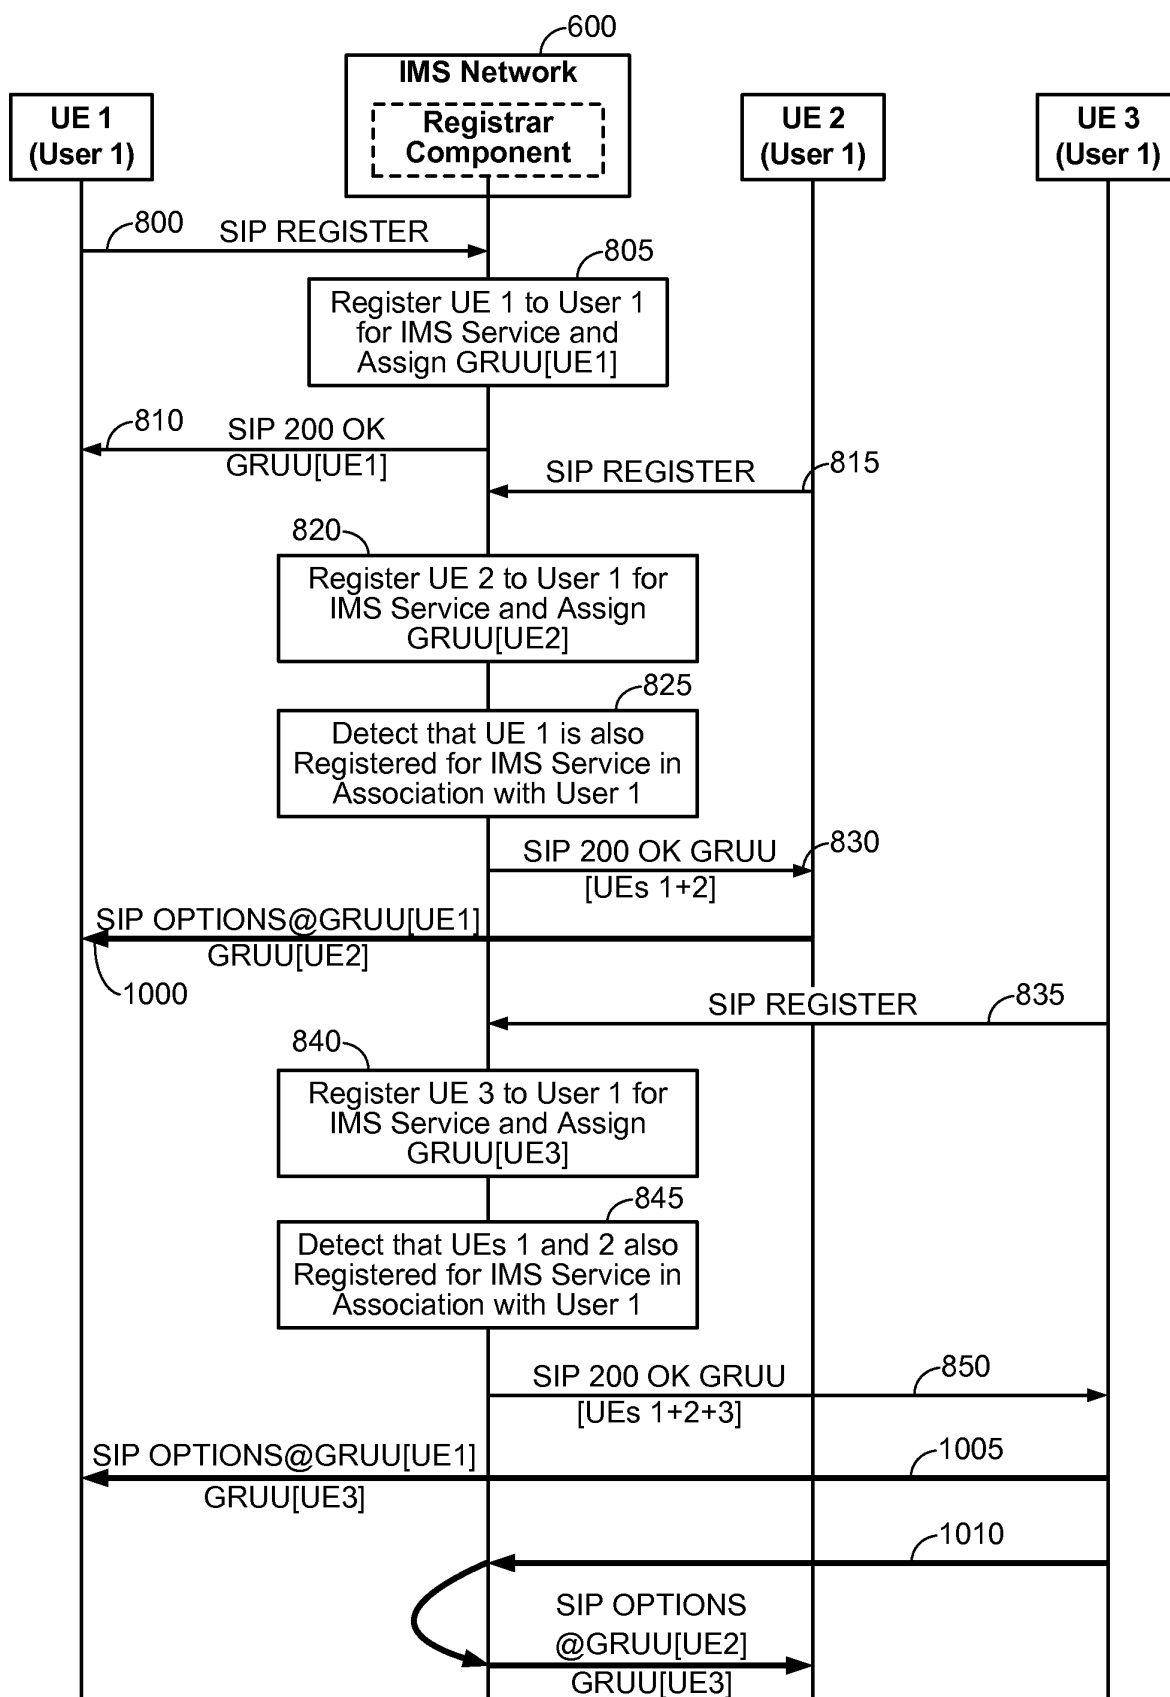 600
IMS Network
Registrar
Component
UE 1
(User 1)
UE 2
(User 1)
UE 3
(User 1)
800
SIP REGISTER
805
Register UE 1 to User 1
for IMS Service and
Assign GRUU[UE1]
810
SIP 200 OK
GRUU[UE1]
815
SIP REGISTER
820
Register UE 2 to User 1 for
IMS Service and Assign
GRUU[UE2]
825
Detect that UE 1 is also
Registered for IMS Service in
Association with User 1
830
SIP 200 OK GRUU
[UEs 1+2]
SIP OPTIONS@GRUU[UE1]
GRUU[UE2]
1000
835
SIP REGISTER
840
Register UE 3 to User 1 for
IMS Service and Assign
GRUU[UE3]
845
Detect that UEs 1 and 2 also
Registered for IMS Service in
Association with User 1
850
SIP 200 OK GRUU
[UEs 1+2+3]
1005
SIP OPTIONS@GRUU[UE1]
GRUU[UE3]
1010
SIP OPTIONS
@GRUU[UE2]
GRUU[UE3]